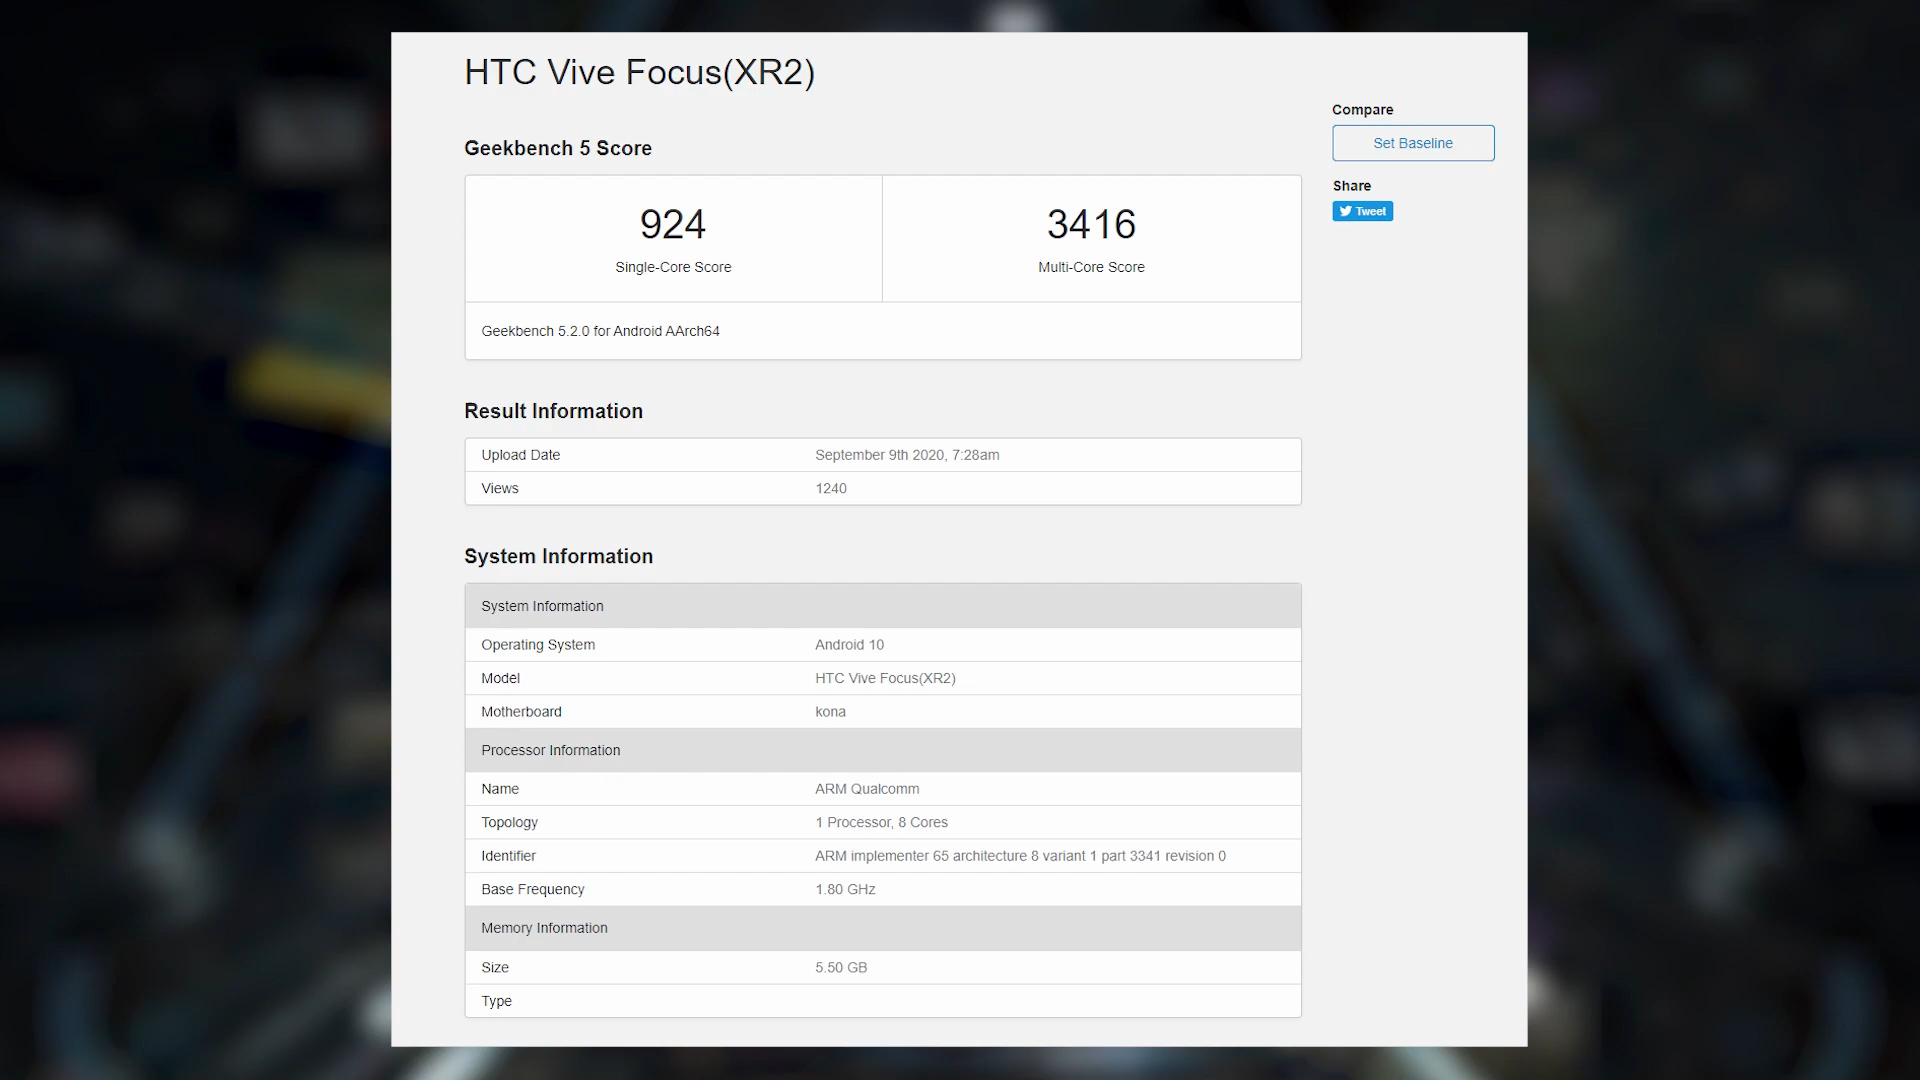 HTC Vive Focus(XR2)
Compare
Set Baseline
Share
Tweet
Geekbench 5 Score
924
Single-Core Score
3416
Multi-Core Score
Geekbench 5.2.0 for Android AArch64
Result Information
Upload Date September 9th 2020, 7:28am
Views 1240
System Information
System Information
Operating System Android 10
Model HTC Vive Focus(XR2)
Motherboard kona
Processor Information
Name ARM Qualcomm
Topology 1 Processor, 8 Cores
Identifier ARM implementer 65 architecture 8 variant 1 part 3341 revision 0
Base Frequency 1.80 GHz
Memory Information
Size 5.50 GB
Type